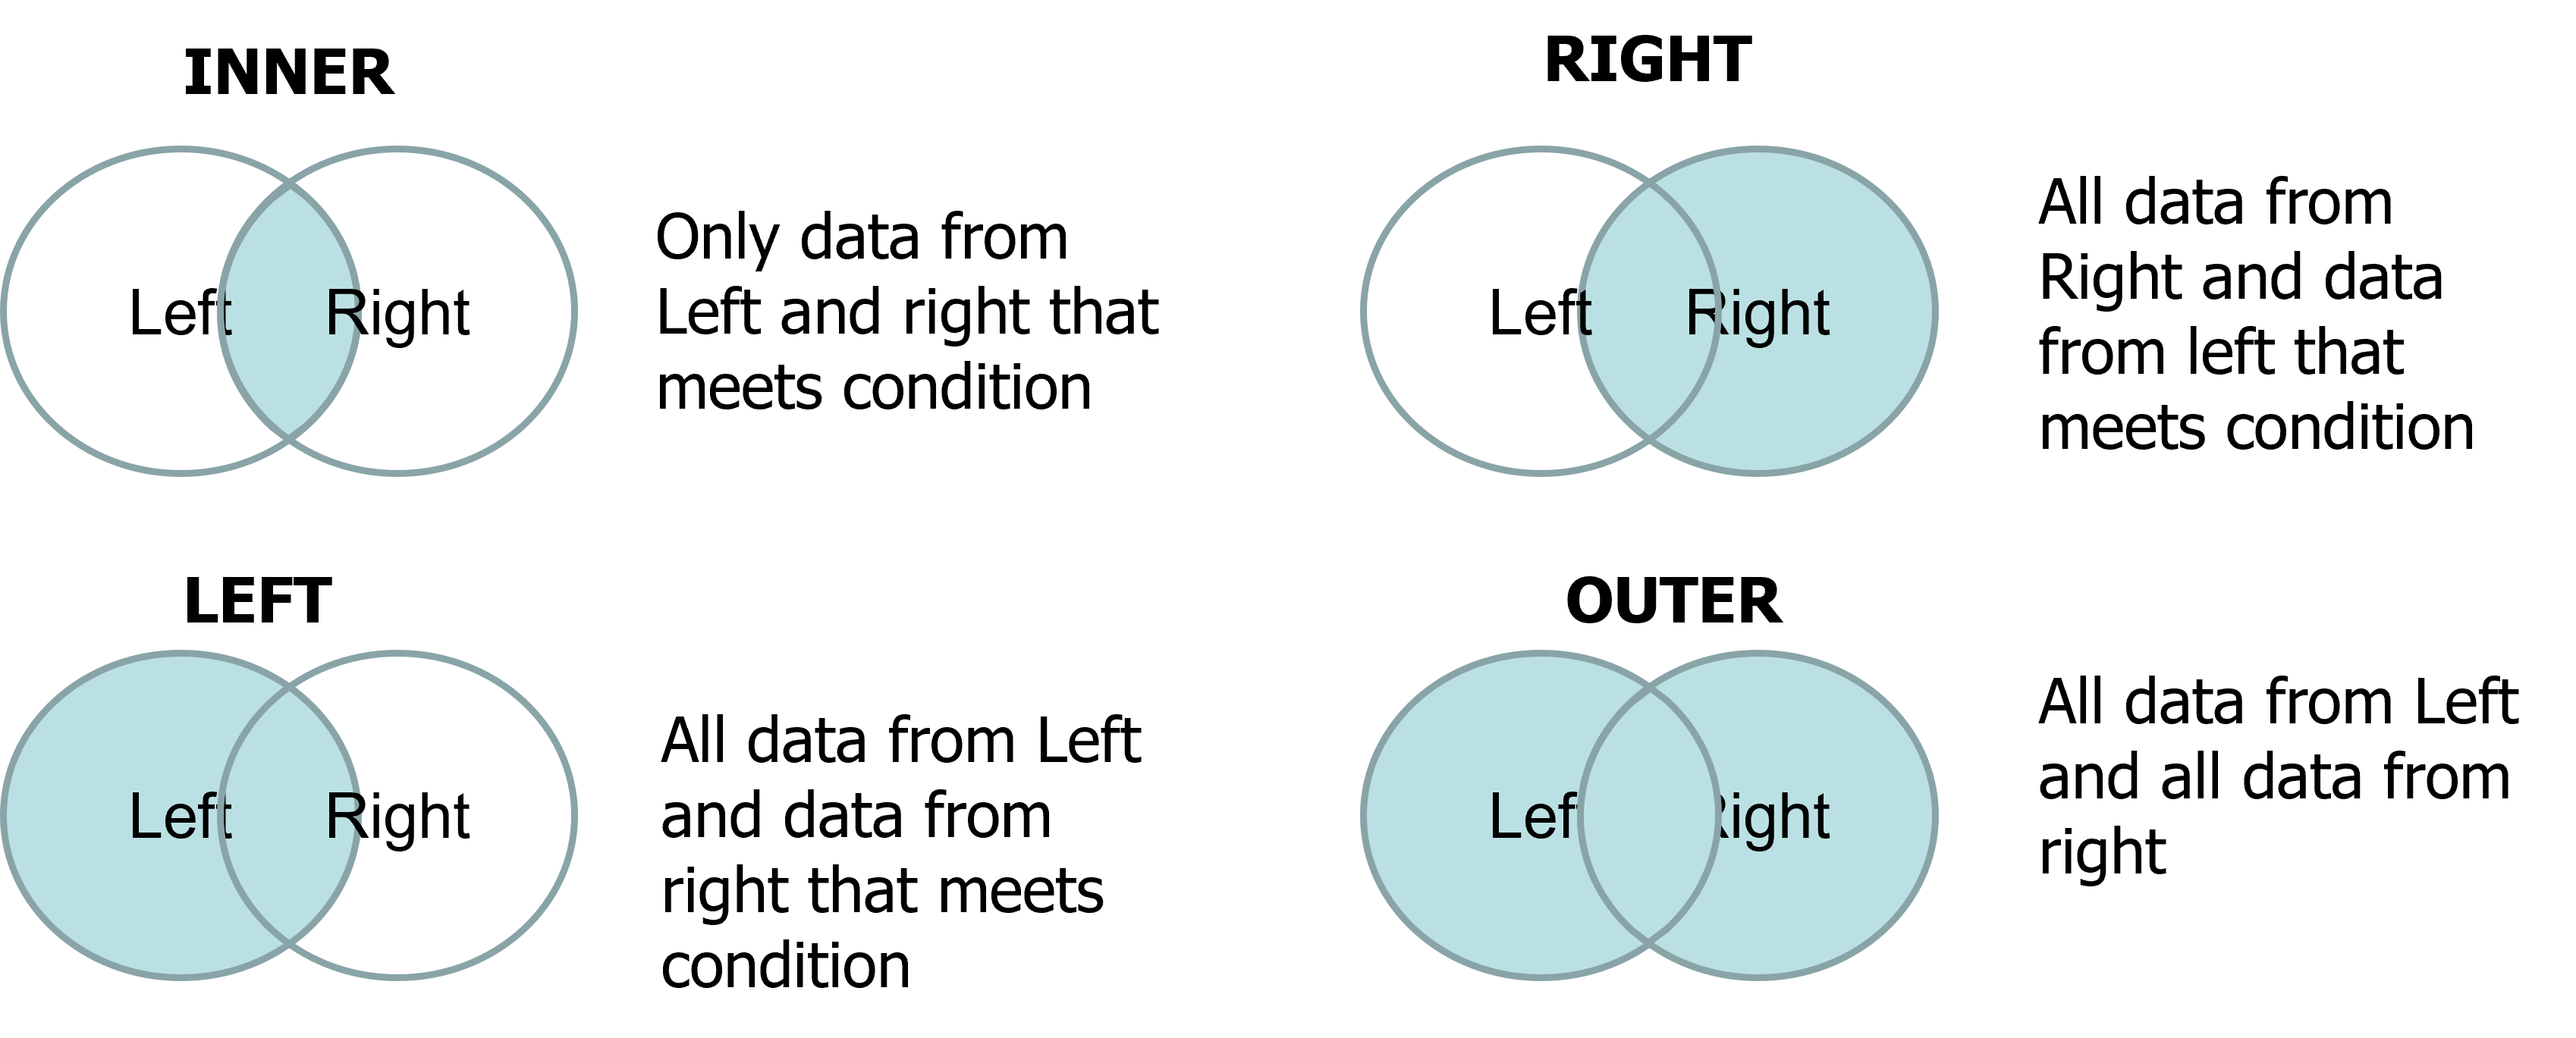 INNER
Left Right
Only data from
Left and right that
meets condition
RIGHT
Left Right
All data from
Right and data
from left that
meets condition
LEFT
Left Right
All data from Left
and data from
right that meets
condition
OUTER
Left Right
All data from Left
and all data from
right